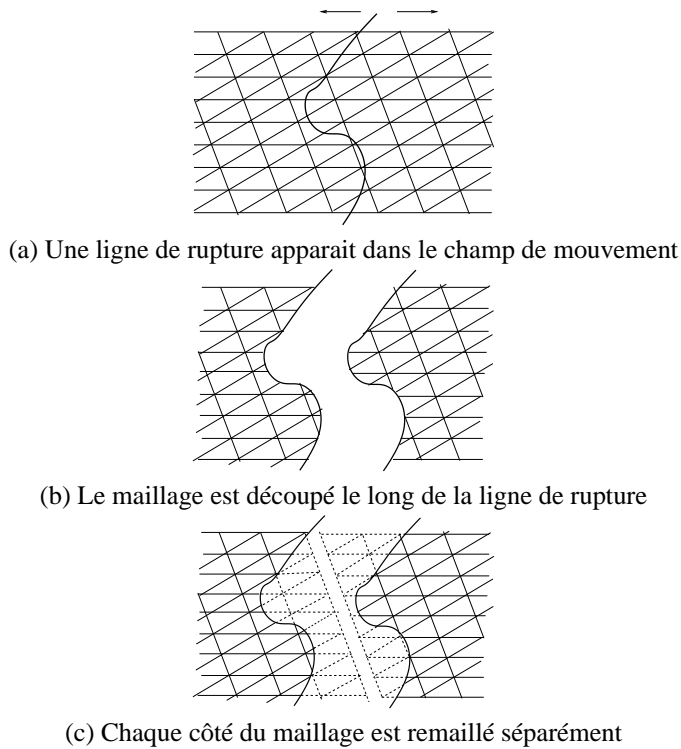 (a) Une ligne de rupture apparait dans le champ de mouvement
(b) Le maillage est découpé le long de la ligne de rupture
(c) Chaque côté du maillage est remaillé séparément